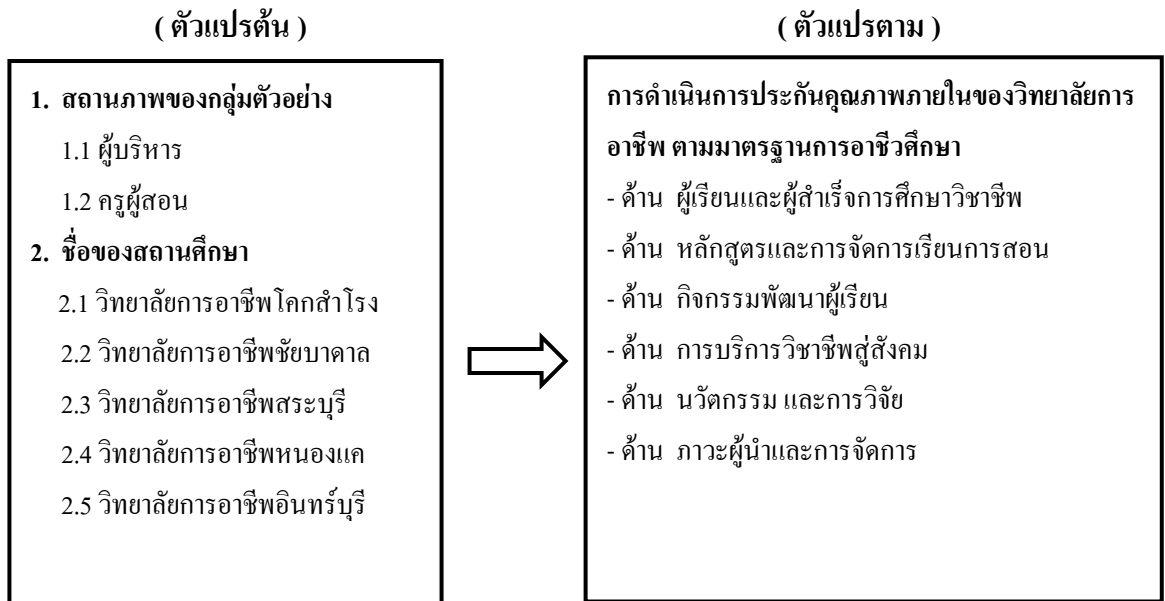 ( ตัวแปรต้น )
1. สถานภาพของกลุ่มตัวอย่าง
1.1 ผู้บริหาร
1.2 ครูผู้สอน
2. ชื่อของสถานศึกษา
2.1 วิทยาลัยการอาชีพโคกสำโรง
2.2 วิทยาลัยการอาชีพชัยบาดาล
2.3 วิทยาลัยการอาชีพสระบุรี
2.4 วิทยาลัยการอาชีพหนองแค
2.5 วิทยาลัยการอาชีพอินทร์บุรี
( ตัวแปรตาม )
การดำเนินการประกันคุณภาพภายในของวิทยาลัยการ
อาชีพ ตามมาตรฐานการอาชีวศึกษา
- ด้าน ผู้เรียนและผู้สำเร็จการศึกษาวิชาชีพ
- ด้าน หลักสูตรและการจัดการเรียนการสอน
- ด้าน กิจกรรมพัฒนาผู้เรียน
- ด้าน การบริการวิชาชีพสู่สังคม
- ด้าน นวัตกรรม และการวิจัย
- ด้าน ภาวะผู้นำและการจัดการ